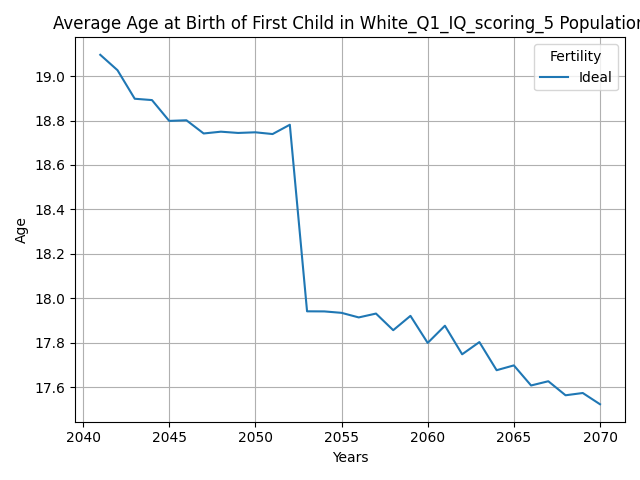 Average Age at Birth of First Child in White_Q1_IQ_scoring_5 Population
Fertility
Ideal
19.0
18.8
18.6
18.4
18.2
18.0
17.8
17.6
Age
2040 2045 2050 2055 2060 2065 2070
Years